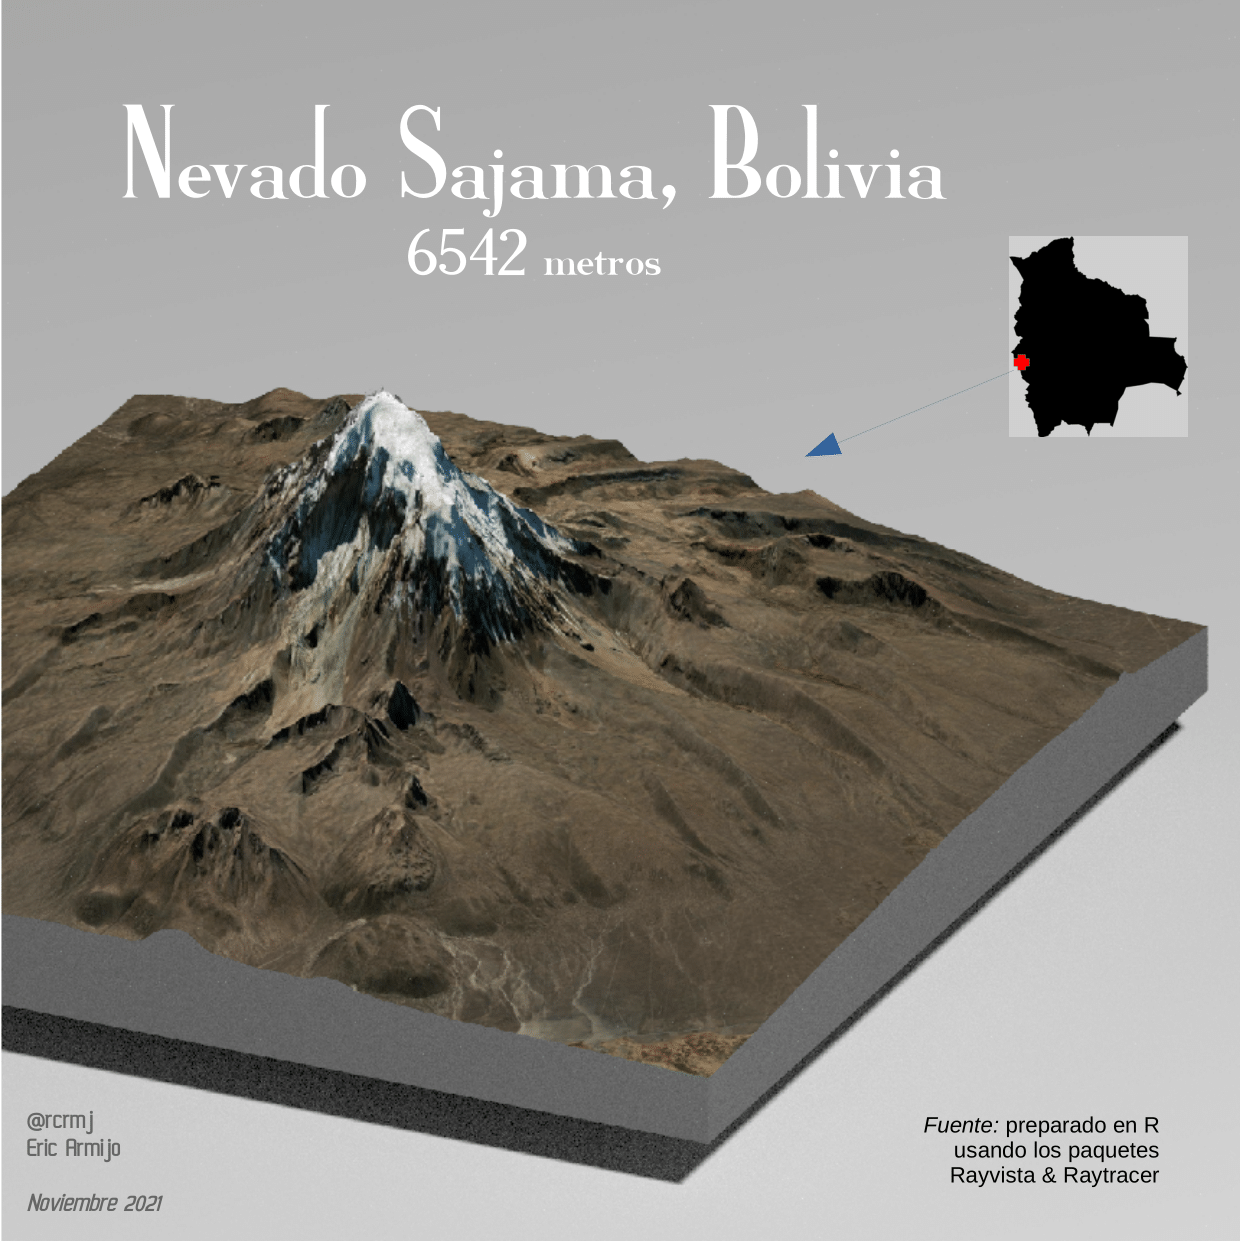 Nevado Sajama, Bolivia
6542 metros
@rcrmj
Eric Armijo
Noviembre 2021
Fuente: preparado en R
usando los paquetes
Rayvista & Raytracer